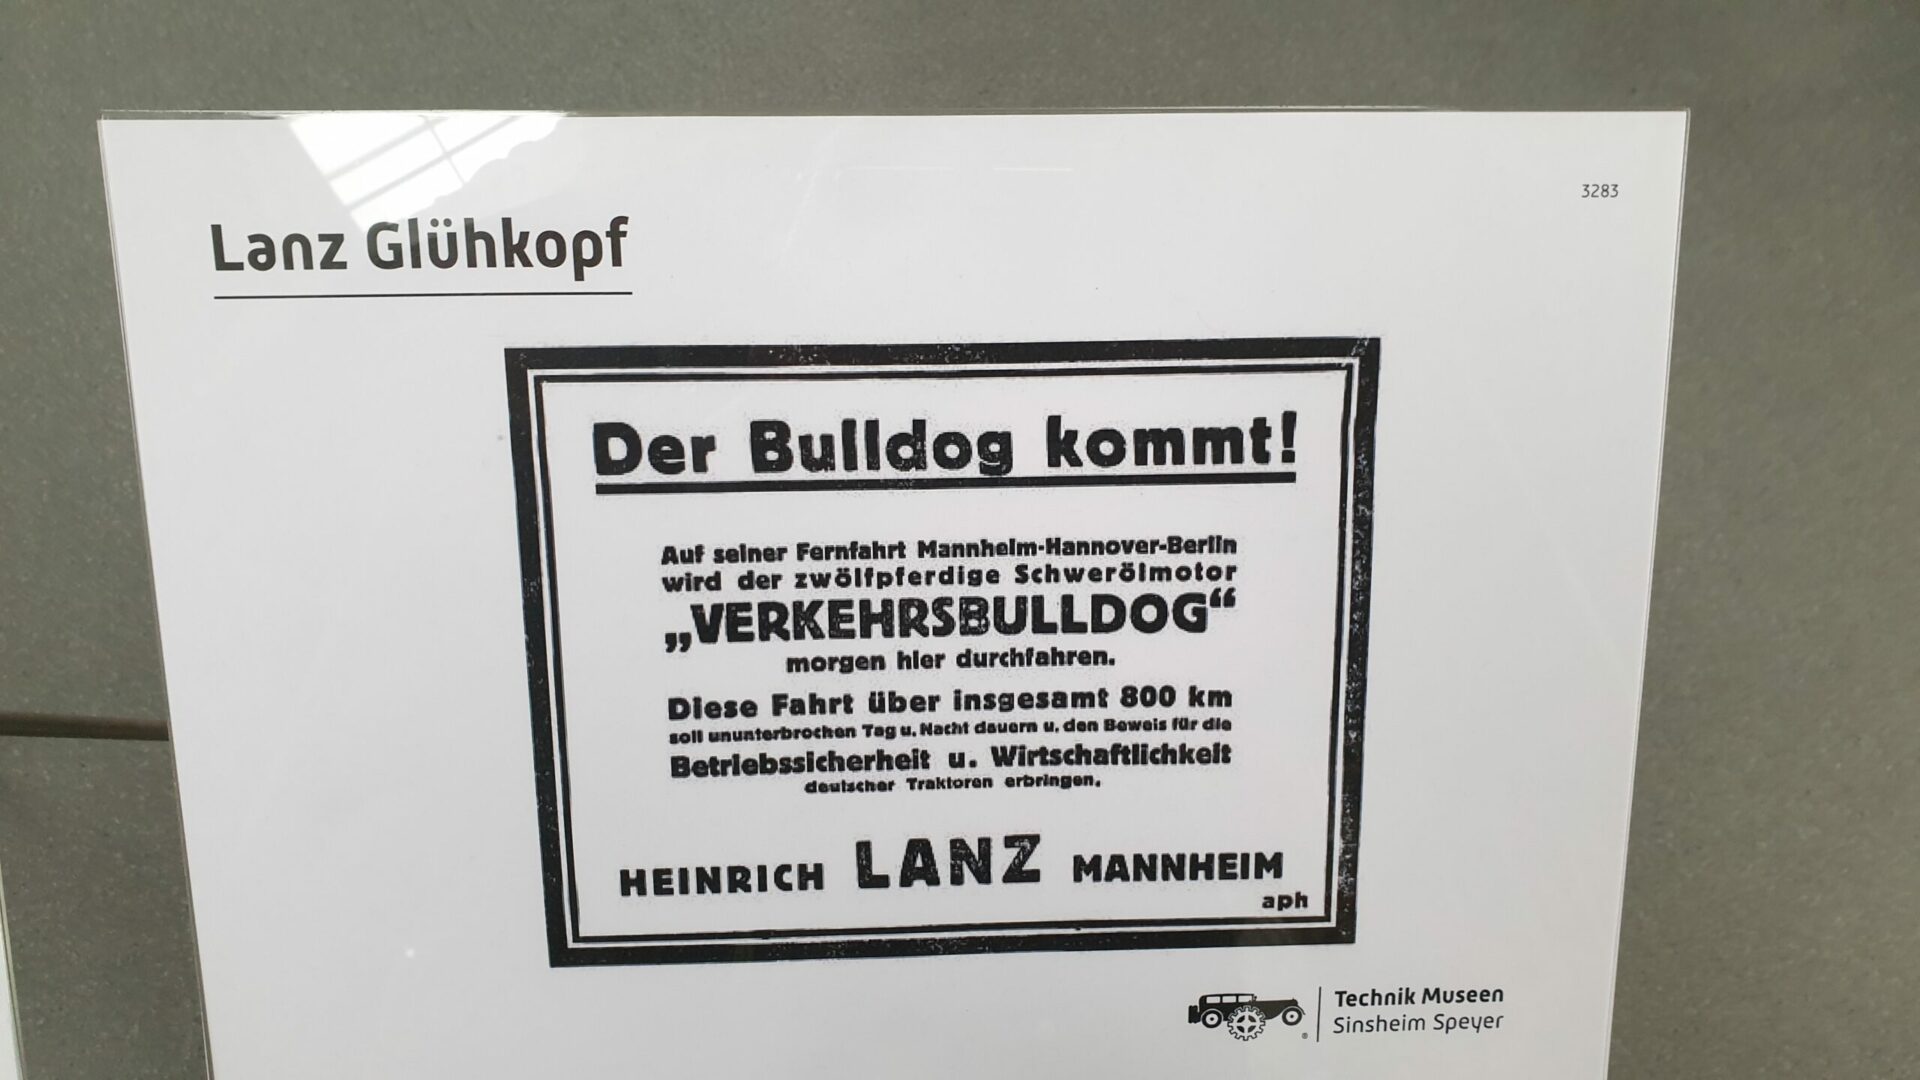 3283
Lanz Glühkopf
Der Bulldog kommt!
Auf seiner Fernfahrt Mannheim-Hannover-Berlin
wird der zwölfpferdige Schwerölmotor
„VERKEHRSBULLDOG“
morgen hier durchfahren.
Diese Fahrt über insgesamt 800 km
soll ununterbrochen Tag u. Nacht dauern u. den Beweis für die
Betriebssicherheit u. Wirtschaftlichkeit
deutscher Traktoren erbringen.
HEINRICH LANZ MANNHEIM
aph
Technik Museen
Sinsheim Speyer
®